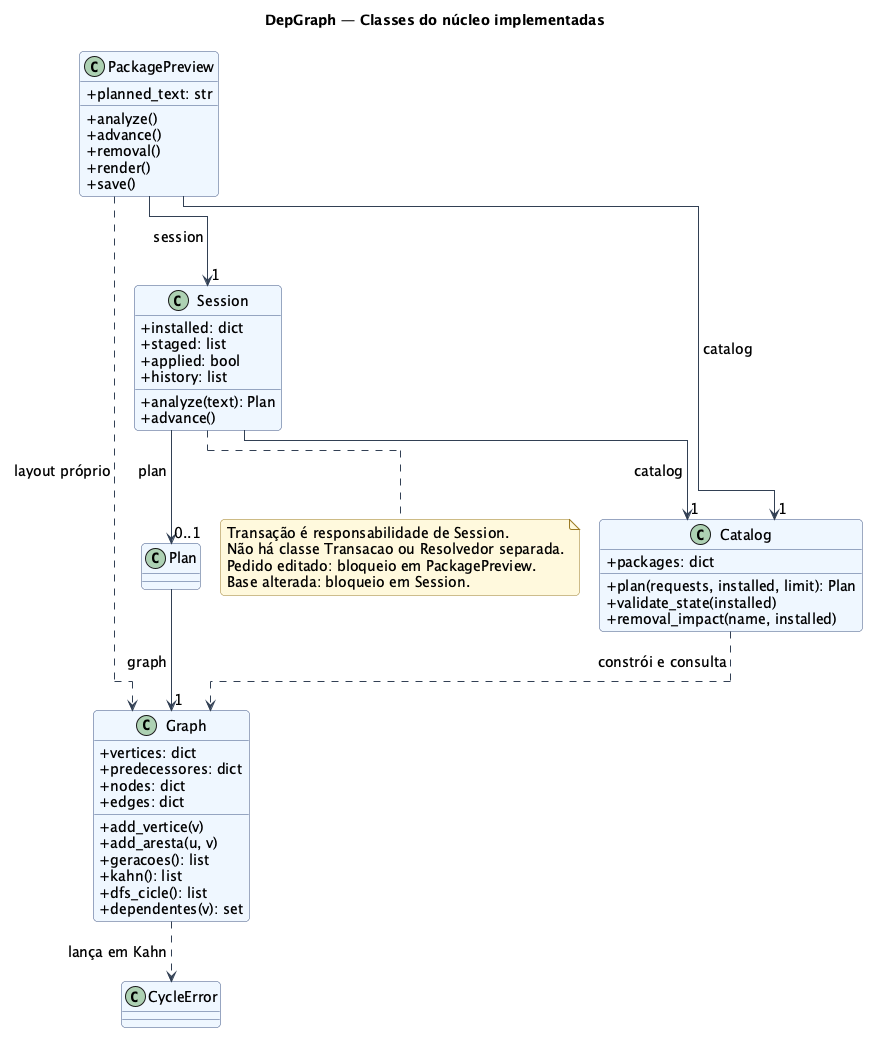 DepGraph — Classes do núcleo implementadas
C PackagePreview
+planned_text: str
+analyze()
+advance()
+removal()
+render()
+save()
session
1
C Session
+installed: dict
+staged: list
+applied: bool
+history: list
+analyze(text): Plan
+advance()
catalog
layout próprio
plan
catalog
0..1
1
1
C Plan
Transação é responsabilidade de Session.
Não há classe Transacao ou Resolvedor separada.
Pedido editado: bloqueio em PackagePreview.
Base alterada: bloqueio em Session.
C Catalog
+packages: dict
+plan(requests, installed, limit): Plan
+validate_state(installed)
+removal_impact(name, installed)
graph
constrói e consulta
1
C Graph
+vertices: dict
+predecessores: dict
+nodes: dict
+edges: dict
+add_vertice(v)
+add_aresta(u, v)
+geracoes(): list
+kahn(): list
+dfs_cicle(): list
+dependentes(v): set
lança em Kahn
C CycleError